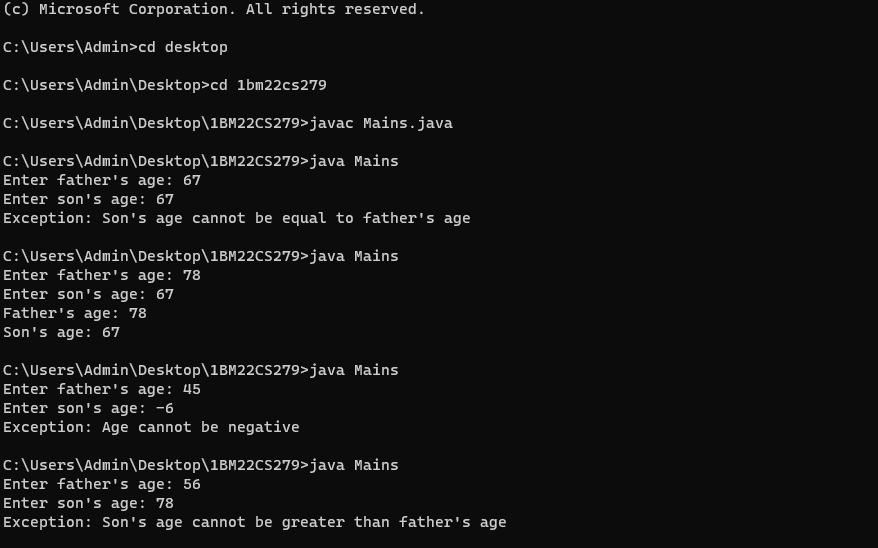 (c) Microsoft Corporation. All rights reserved.
C:\Users\Admin>cd desktop
C:\Users\Admin\Desktop>cd 1bm22cs279
C:\Users\Admin\Desktop\1BM22CS279>javac Mains.java
C:\Users\Admin\Desktop\1BM22CS279>java Mains
Enter father's age: 67
Enter son's age: 67
Exception: Son's age cannot be equal to father's age
C:\Users\Admin\Desktop\1BM22CS279>java Mains
Enter father's age: 78
Enter son's age: 67
Father's age: 78
Son's age: 67
C:\Users\Admin\Desktop\1BM22CS279>java Mains
Enter father's age: 45
Enter son's age: -6
Exception: Age cannot be negative
C:\Users\Admin\Desktop\1BM22CS279>java Mains
Enter father's age: 56
Enter son's age: 78
Exception: Son's age cannot be greater than father's age